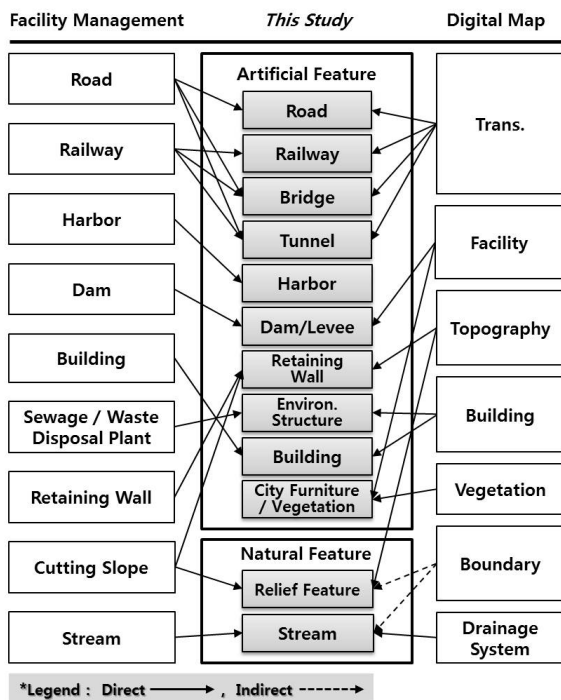 Facility Management
This Study
Digital Map
Road
Railway
Harbor
Dam
Building
Sewage / Waste
Disposal Plant
Retaining Wall
Cutting Slope
Stream
Artificial Feature
Road
Railway
Bridge
Tunnel
Harbor
Dam/Levee
Retaining
Wall
Environ.
Structure
Building
City Furniture
/ Vegetation
Natural Feature
Relief Feature
Stream
Trans.
Facility
Topography
Building
Vegetation
Boundary
Drainage
System
*Legend : Direct , Indirect